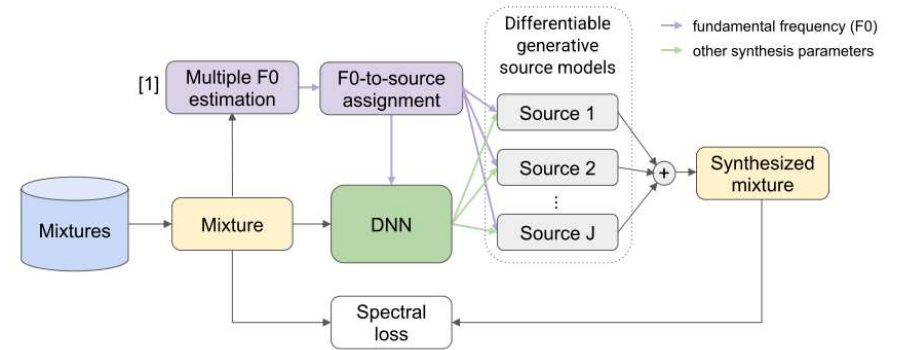 Differentiable
generative
source models
fundamental frequency (F0)
other synthesis parameters
[1]
Multiple F0
estimation
F0-to-source
assignment
Source 1
Source 2
⋮
Source J
+
Synthesized
mixture
Mixtures
Mixture
DNN
Spectral
loss